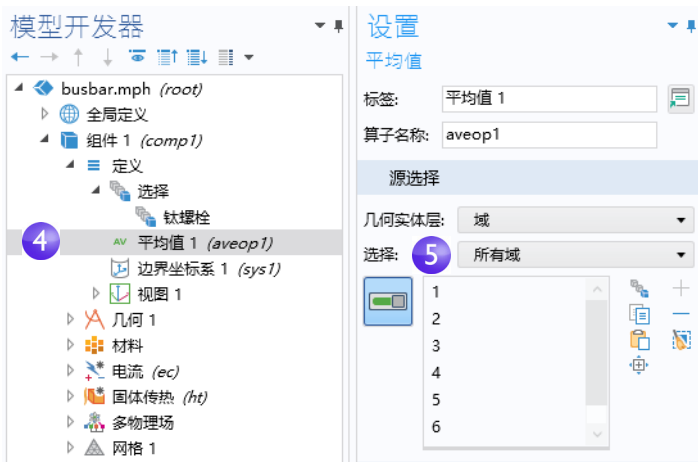 模型开发器
busbar.mph (root)
全局定义
组件 1 (comp1)
定义
选择
钛螺栓
4
AV 平均值 1 (aveop1)
边界坐标系 1 (sys1)
视图 1
几何 1
材料
电流 (ec)
固体传热 (ht)
多物理场
网格 1
设置
平均值
标签: 平均值 1
算子名称: aveop1
源选择
几何实体层: 域
选择: 5 所有域
1
2
3
4
5
6